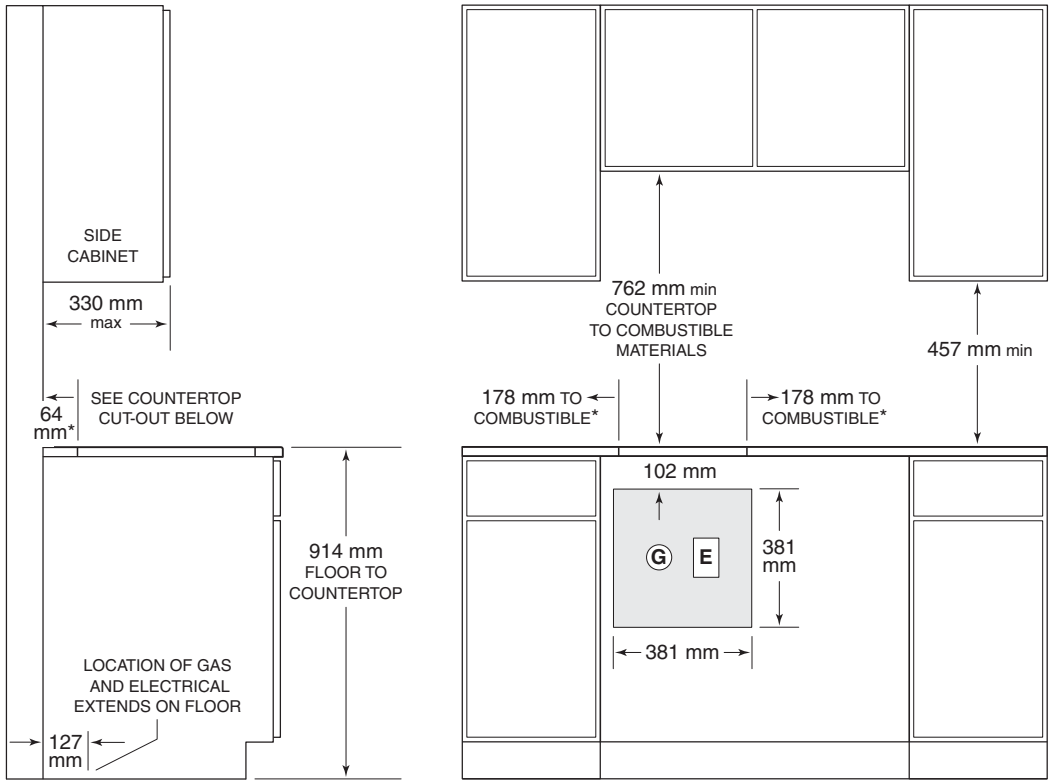 SIDE
CABINET
330 mm
max
64
mm*
SEE COUNTERTOP
CUT-OUT BELOW
914 mm
FLOOR TO
COUNTERTOP
LOCATION OF GAS
AND ELECTRICAL
EXTENDS ON FLOOR
127
mm
762 mm min
COUNTERTOP
TO COMBUSTIBLE
MATERIALS
457 mm min
178 mm TO
COMBUSTIBLE*
178 mm TO
COMBUSTIBLE*
102 mm
G
E
381
mm
381 mm